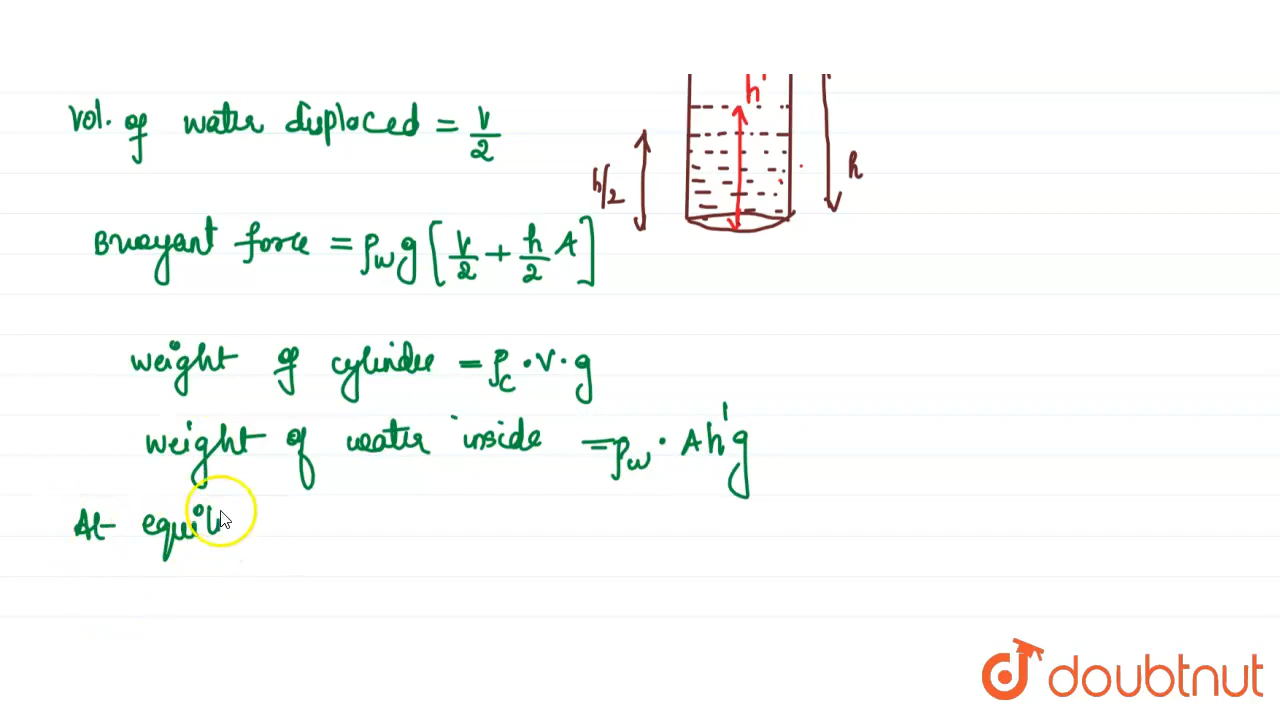 h'
Vol. of water displaced = V/2
h/2
h
Buoyant force = ρw g [V/2 + h/2 A]
weight of cylinder = ρc · V · g
weight of water inside = ρw · Ah'g
At equil
doubtnut